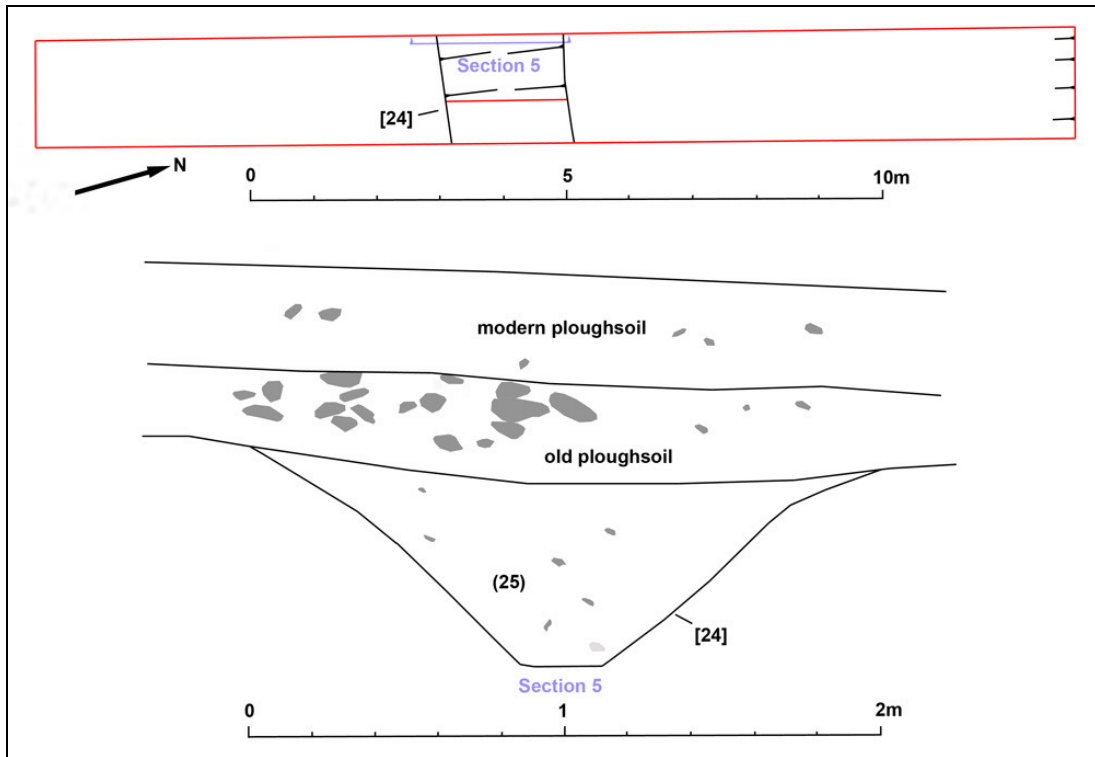 Section 5
[24]
N
0 5 10m
modern ploughsoil
old ploughsoil
(25)
[24]
Section 5
0 1 2m